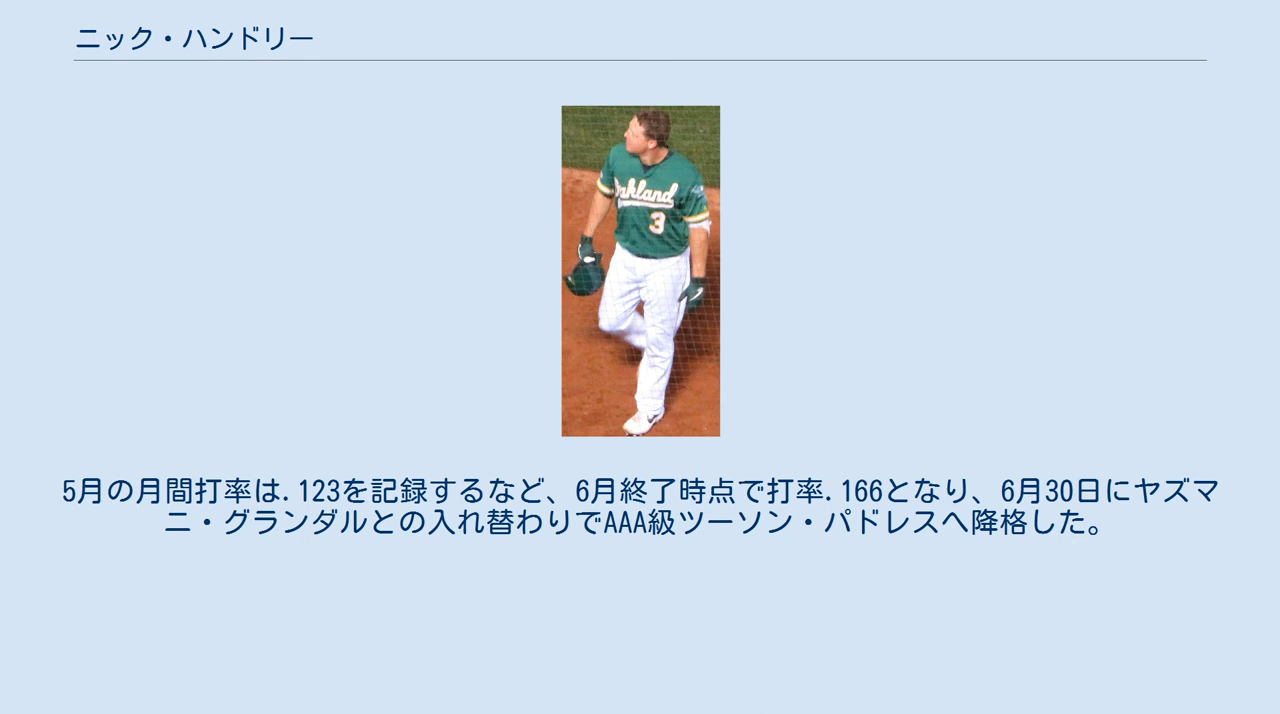 ニック・ハンドリー
Oakland
3
5月の月間打率は.123を記録するなど、6月終了時点で打率.166となり、6月30日にヤズマ
ニ・グランダルとの入れ替わりでAAA級ツーソン・パドレスへ降格した。